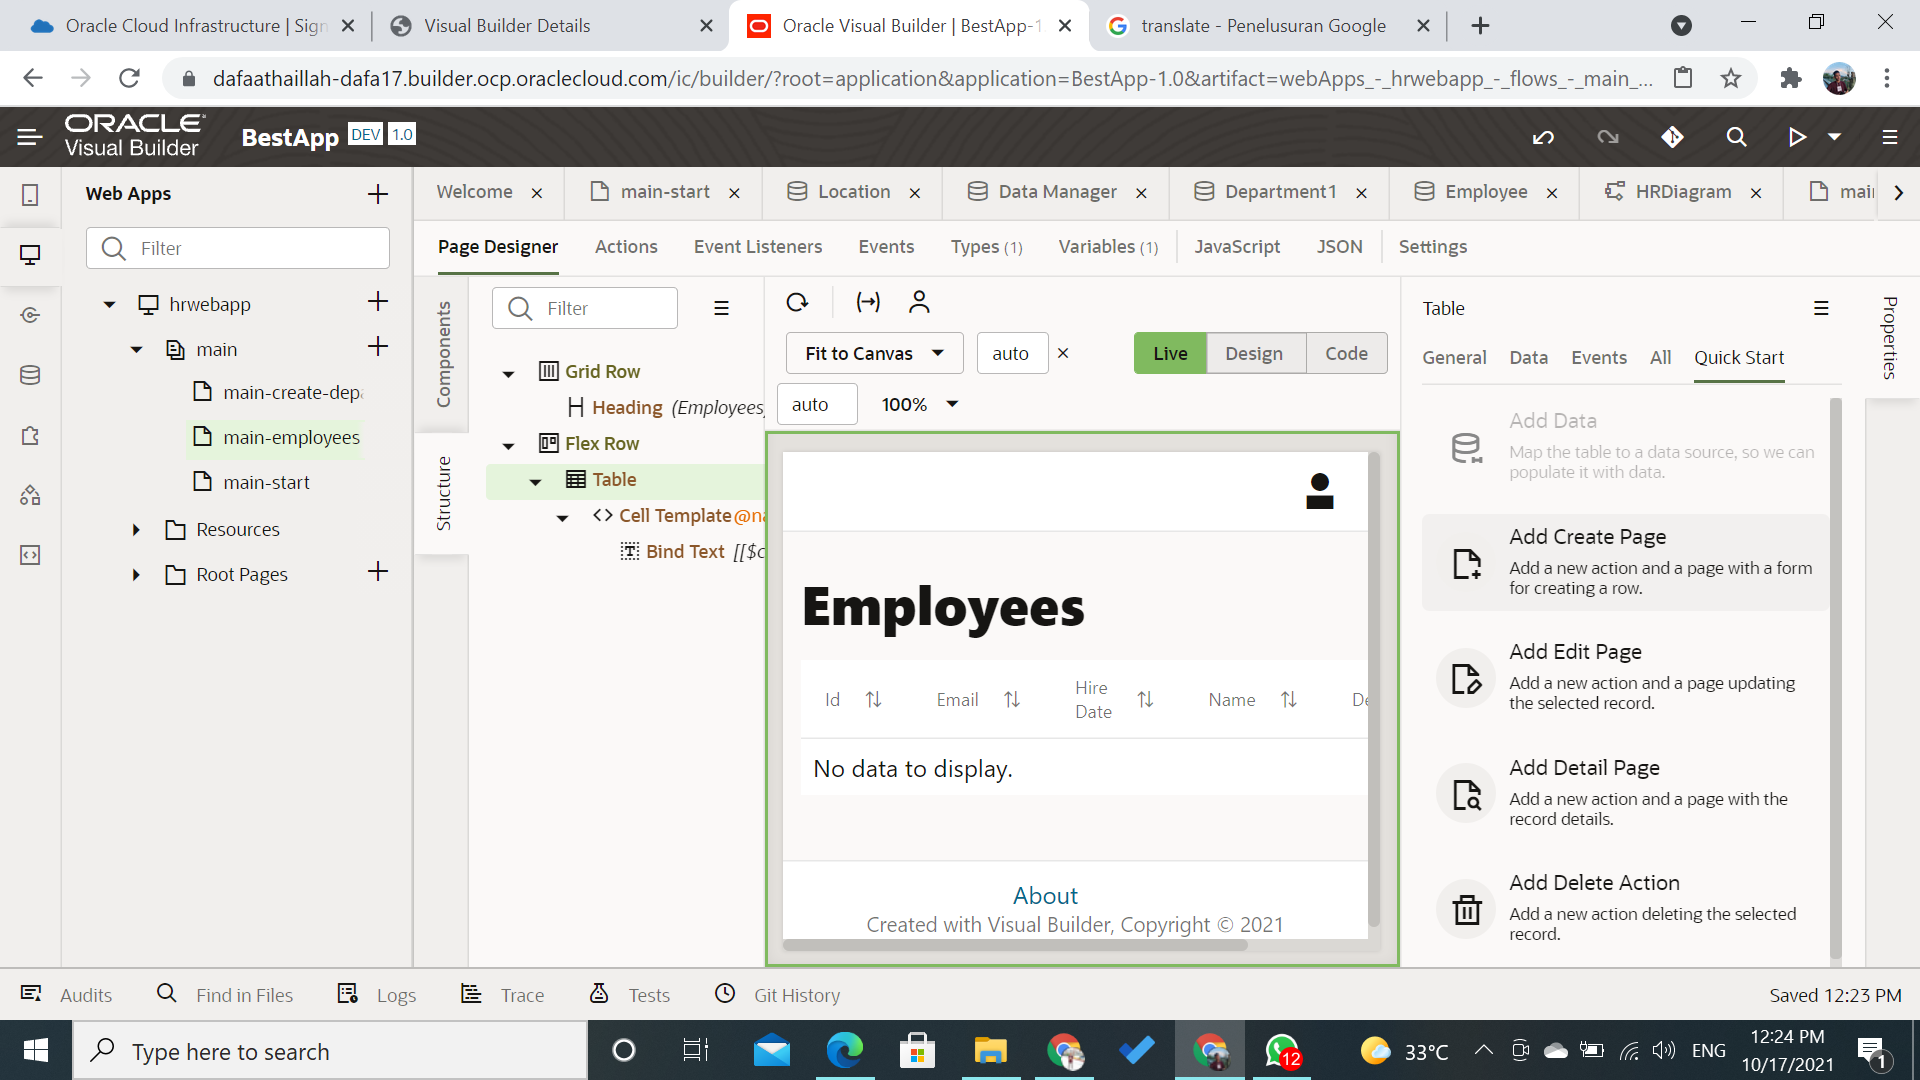 Oracle Cloud Infrastructure | Sign
Visual Builder Details
Oracle Visual Builder | BestApp-1
translate - Penelusuran Google
dafaathaillah-dafa17.builder.ocp.oraclecloud.com/ic/builder/?root=application&application=BestApp-1.0&artifact=webApps_-_hrwebapp_-_flows_-_main_...
ORACLE
Visual Builder
BestApp DEV 1.0
Web Apps
Filter
hrwebapp
main
main-create-depa
main-employees
main-start
Resources
Root Pages
Welcome
main-start
Location
Data Manager
Department1
Employee
HRDiagram
main
Page Designer
Actions
Event Listeners
Events
Types (1)
Variables (1)
JavaScript
JSON
Settings
Components
Structure
Filter
Grid Row
Heading (Employees
Flex Row
Table
Cell Template@na
Bind Text [[$c
Fit to Canvas
auto
Live
Design
Code
auto
100%
Employees
Id
Email
Hire
Date
Name
De
No data to display.
About
Created with Visual Builder, Copyright © 2021
Table
Properties
General
Data
Events
All
Quick Start
Add Data
Map the table to a data source, so we can
populate it with data.
Add Create Page
Add a new action and a page with a form
for creating a row.
Add Edit Page
Add a new action and a page updating
the selected record.
Add Detail Page
Add a new action and a page with the
record details.
Add Delete Action
Add a new action deleting the selected
record.
Audits
Find in Files
Logs
Trace
Tests
Git History
Saved 12:23 PM
Type here to search
12
33°C
ENG
12:24 PM
10/17/2021
1